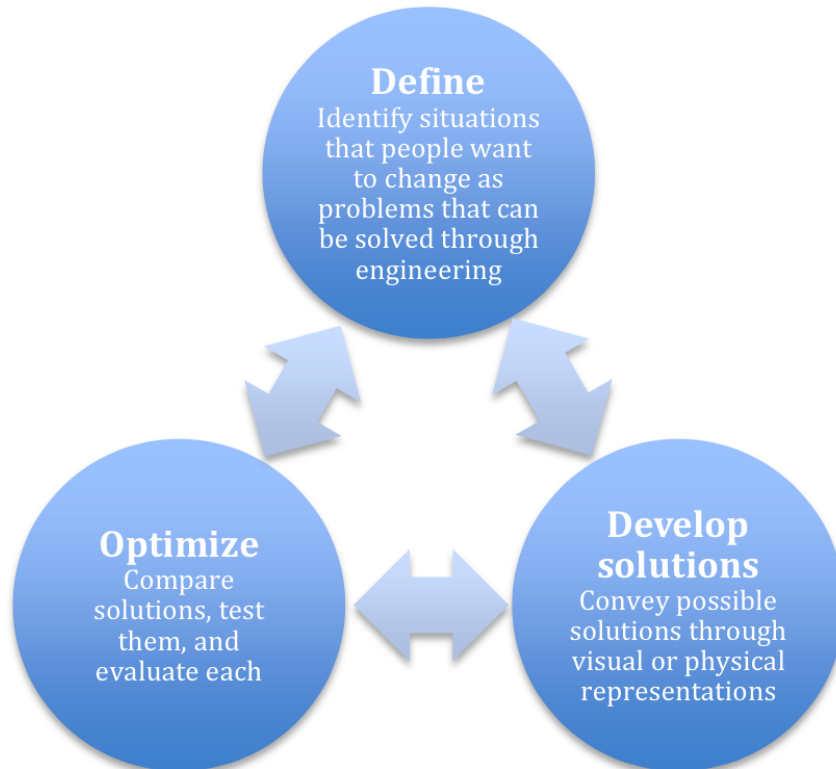 Define
Identify situations
that people want
to change as
problems that can
be solved through
engineering
Optimize
Compare
solutions, test
them, and
evaluate each
Develop
solutions
Convey possible
solutions through
visual or physical
representations